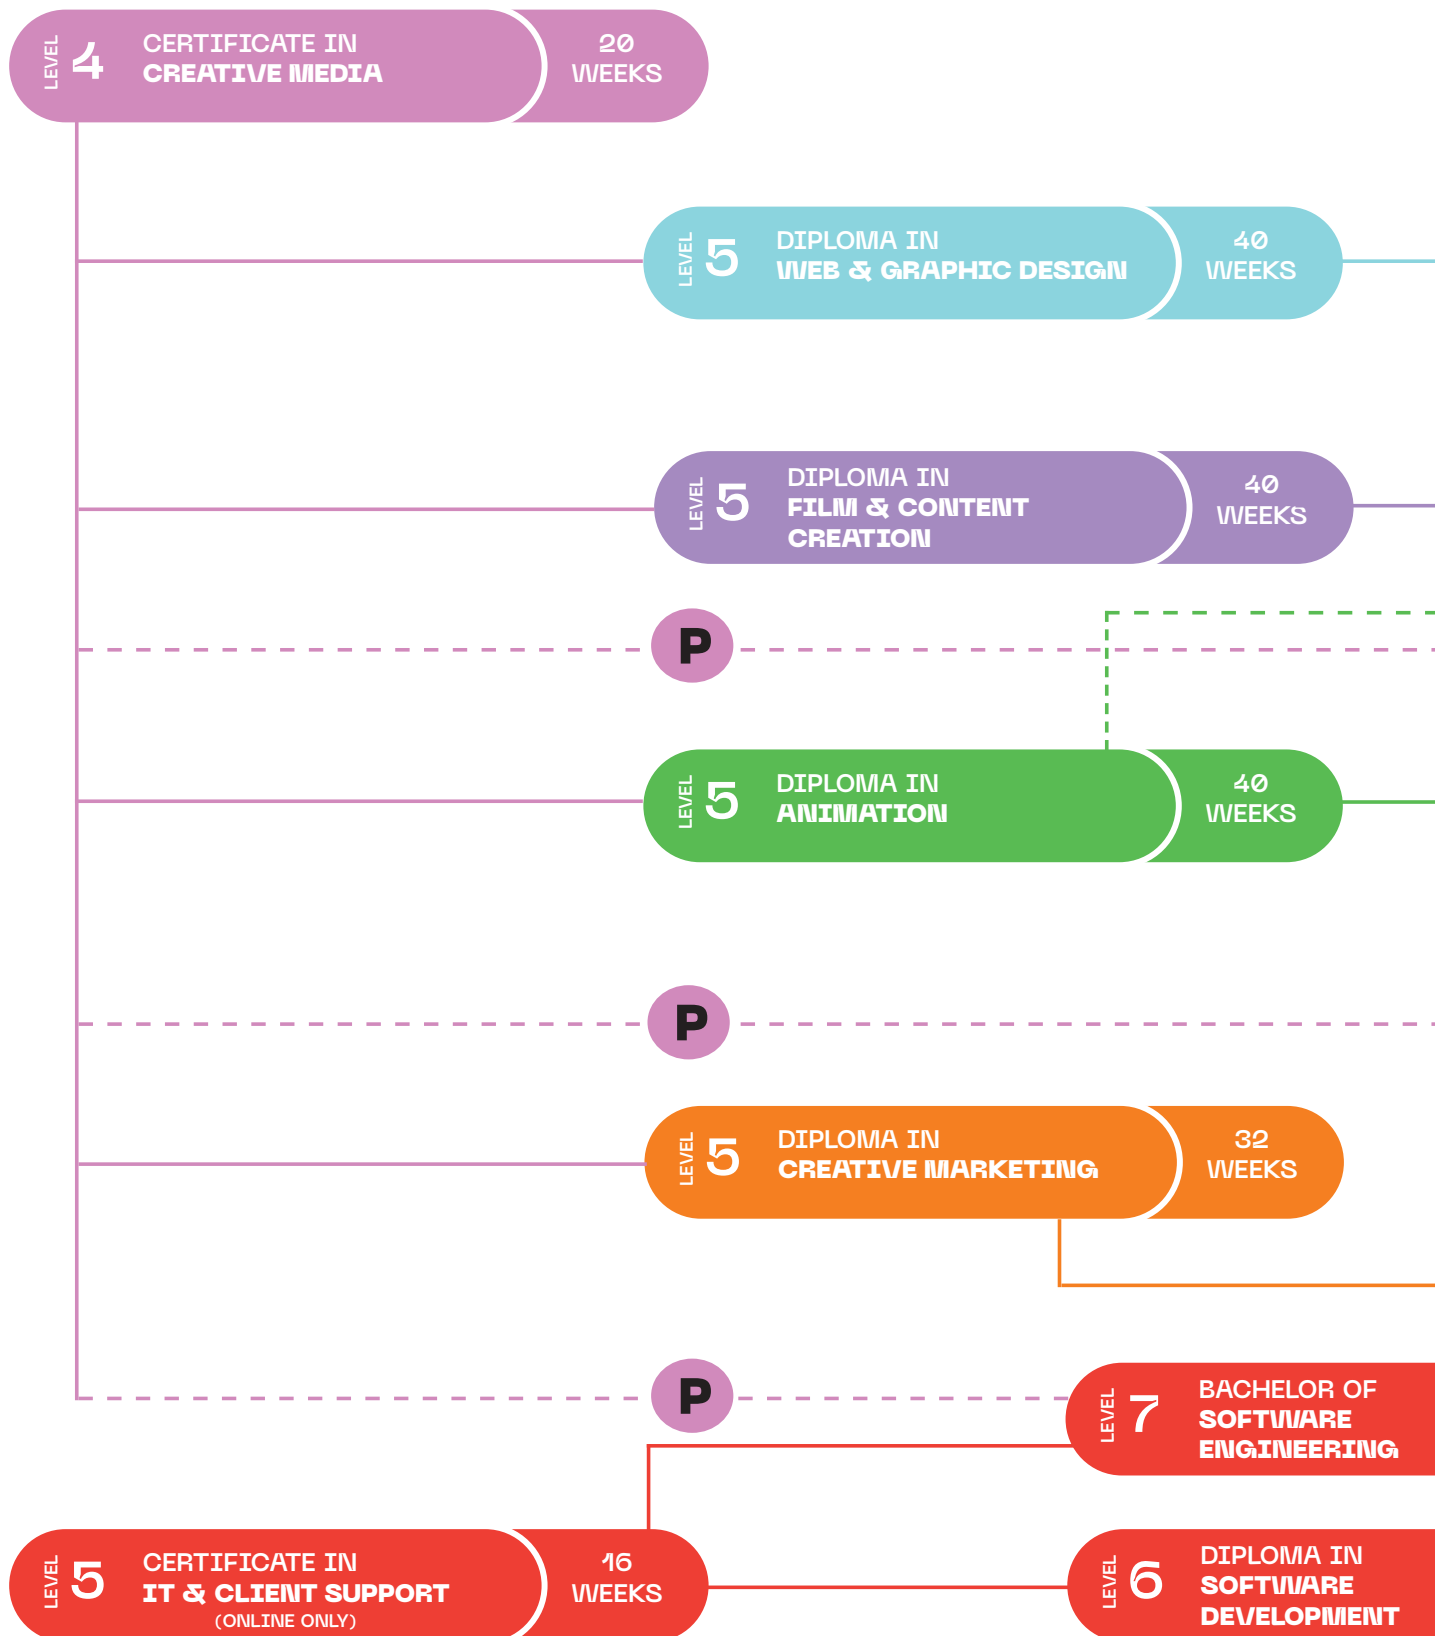 LEVEL 4
CERTIFICATE IN
CREATIVE MEDIA
20
WEEKS
LEVEL 5
DIPLOMA IN
WEB & GRAPHIC DESIGN
40
WEEKS
LEVEL 5
DIPLOMA IN
FILM & CONTENT
CREATION
40
WEEKS
P
LEVEL 5
DIPLOMA IN
ANIMATION
40
WEEKS
P
LEVEL 5
DIPLOMA IN
CREATIVE MARKETING
32
WEEKS
P
LEVEL 7
BACHELOR OF
SOFTWARE
ENGINEERING
LEVEL 5
CERTIFICATE IN
IT & CLIENT SUPPORT
(ONLINE ONLY)
16
WEEKS
LEVEL 6
DIPLOMA IN
SOFTWARE
DEVELOPMENT